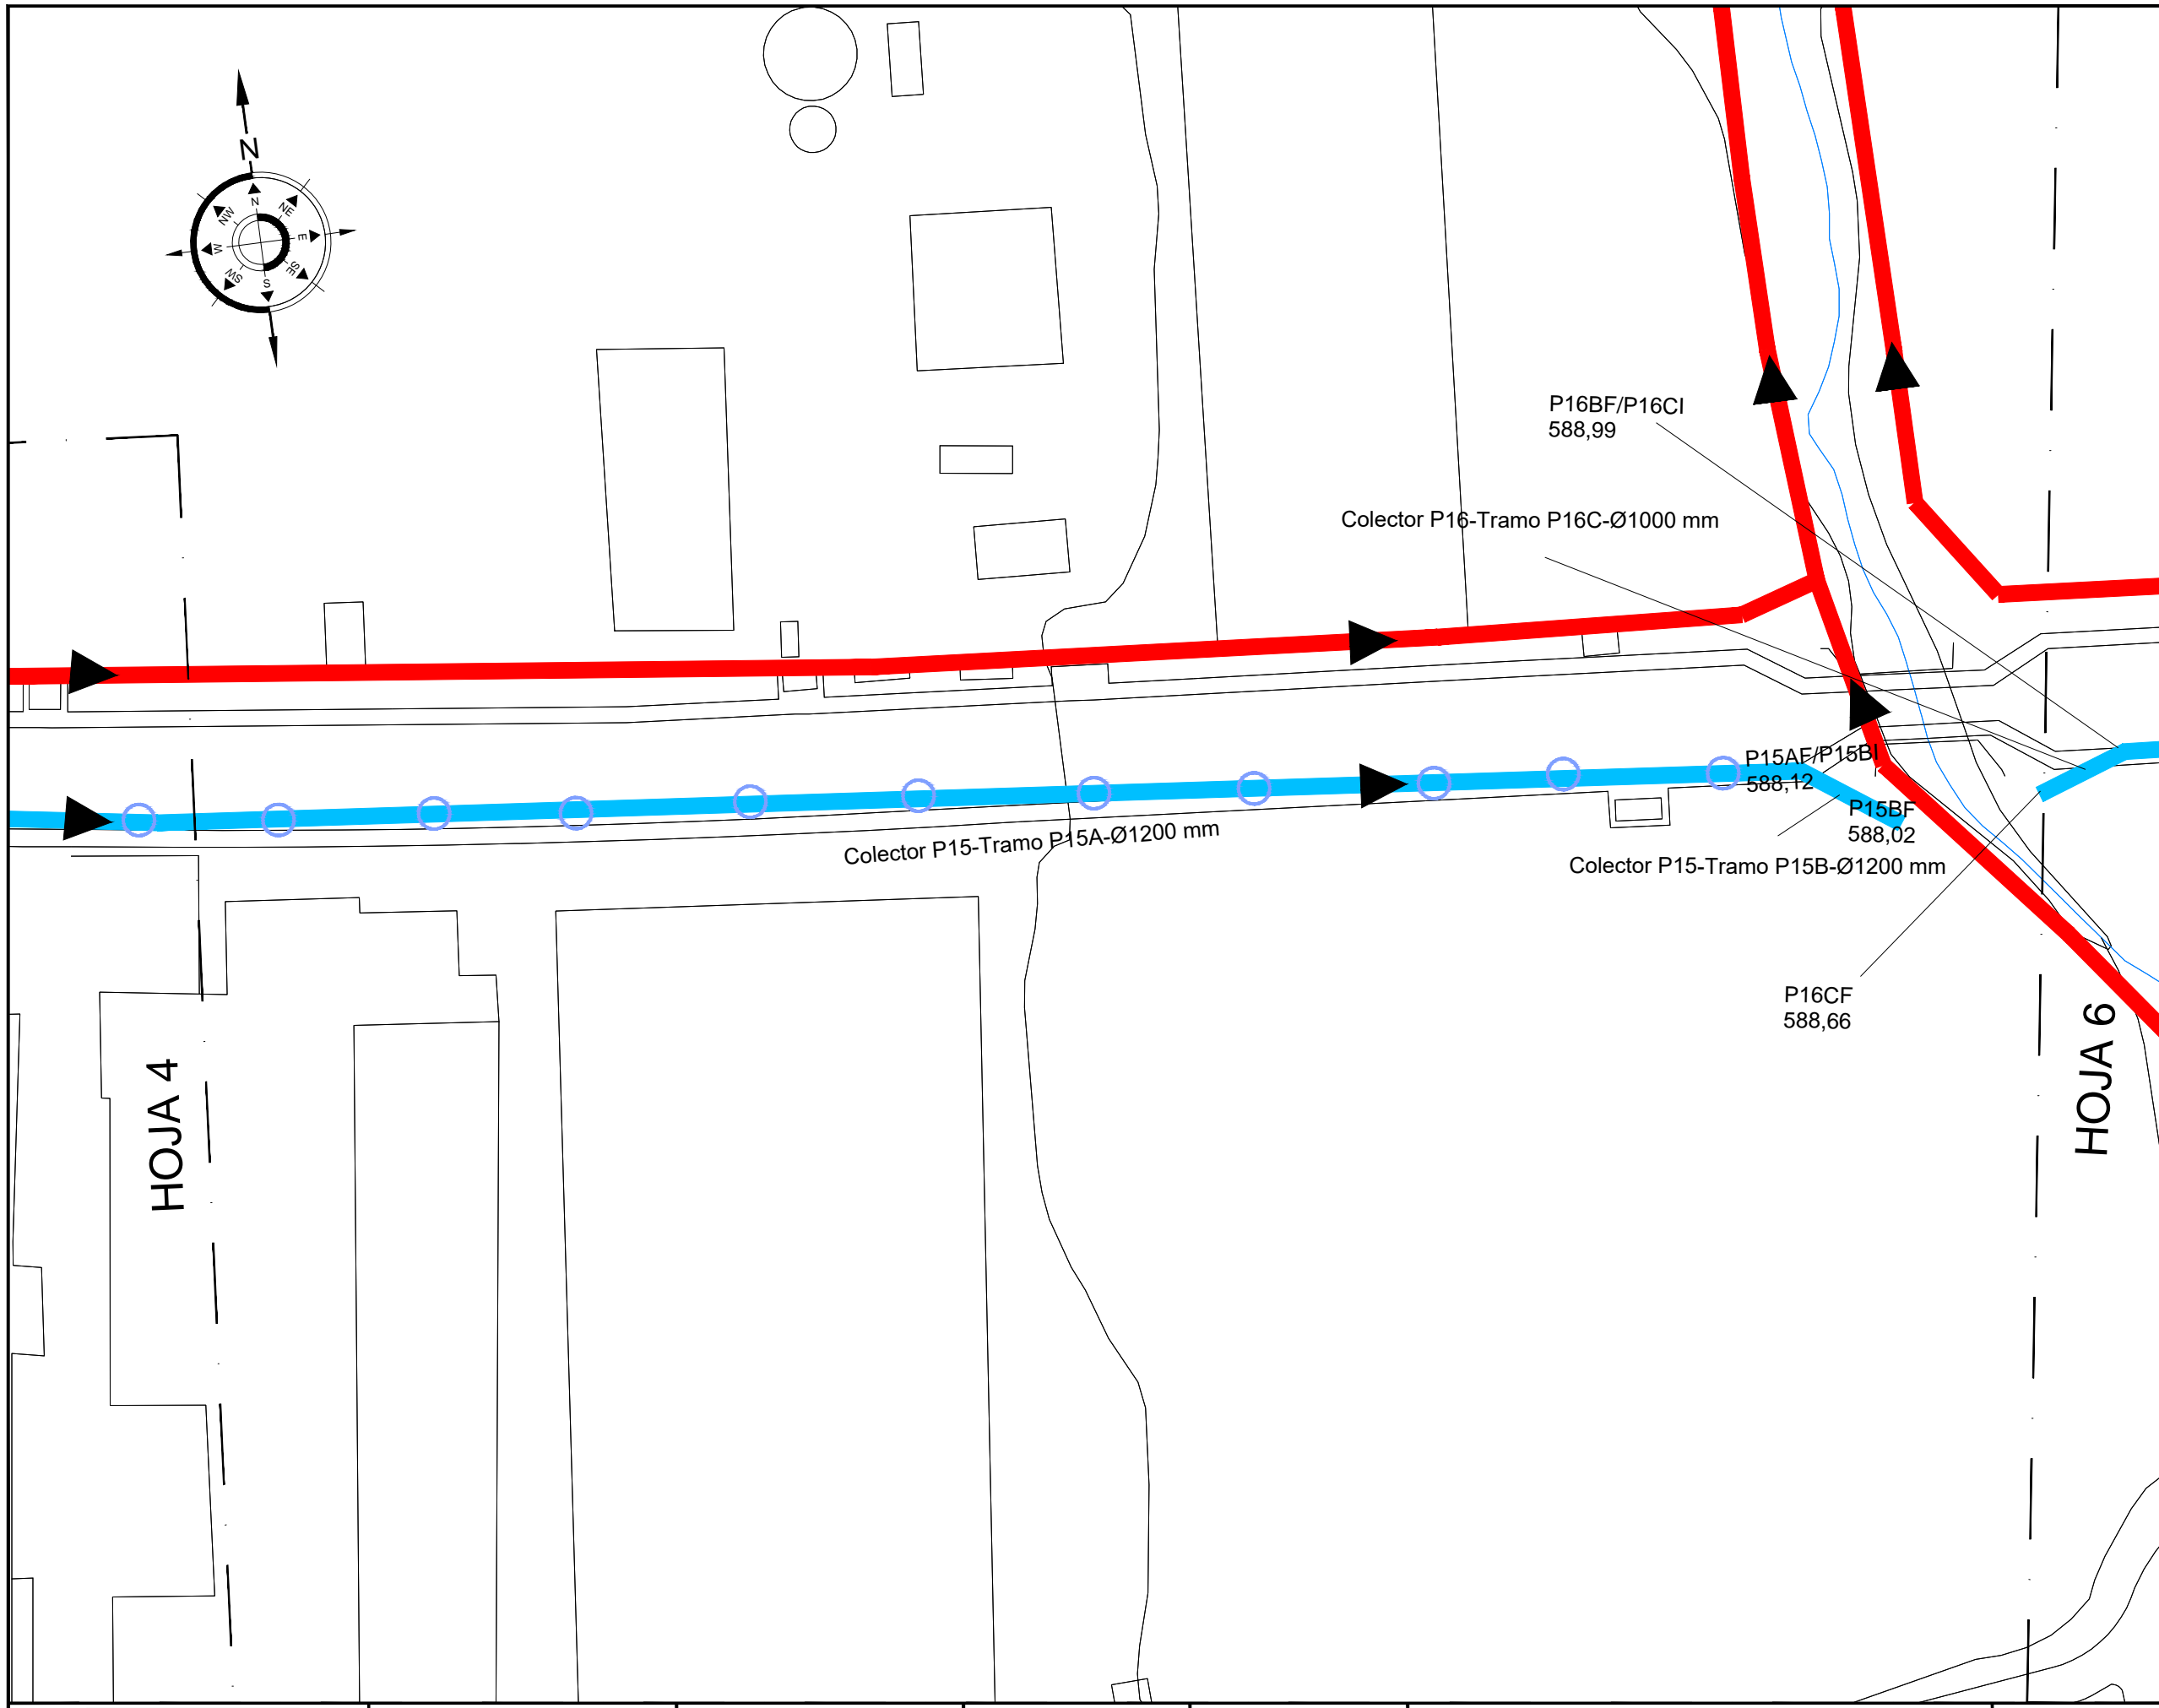 N
N
NE
E
SE
S
SW
W
NW
P16BF/P16CI
588,99
Colector P16-Tramo P16C-Ø1000 mm
P15AF/P15BI
588,12
P15BF
588,02
Colector P15-Tramo P15A-Ø1200 mm
Colector P15-Tramo P15B-Ø1200 mm
P16CF
588,66
HOJA 4
HOJA 6